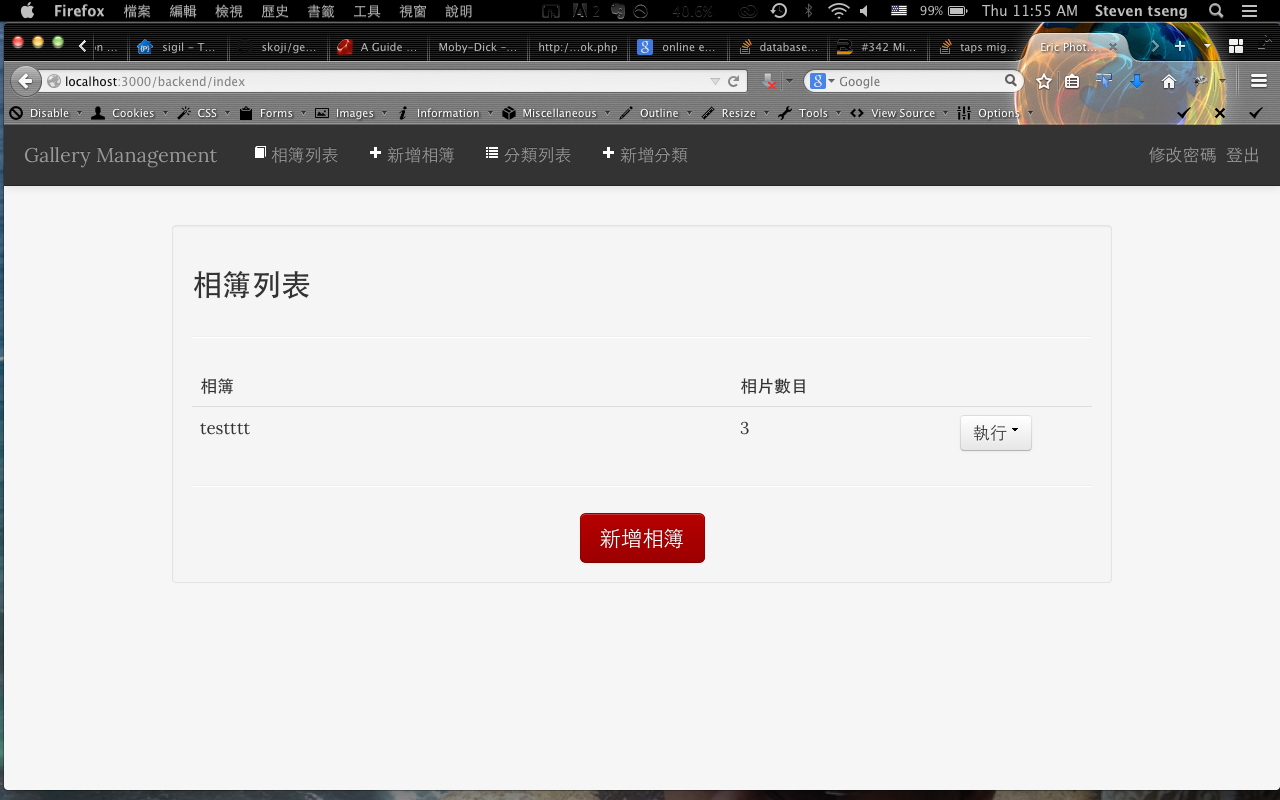 Firefox 檔案 編輯 檢視 歷史 書籤 工具 視窗 說明 2 40.6% 99% Thu 11:55 AM Steven tseng
n ... sigil – T... skoji/ge... A Guide ... Moby-Dick –... http:/...ok.php online e... database... #342 Mi... taps mig... Eric Phot...
localhost:3000/backend/index Google
Disable Cookies CSS Forms Images Information Miscellaneous Outline Resize Tools View Source Options
Gallery Management 相簿列表 新增相簿 分類列表 新增分類 修改密碼 登出
相簿列表
相簿 相片數目
testttt 3 執行
新增相簿